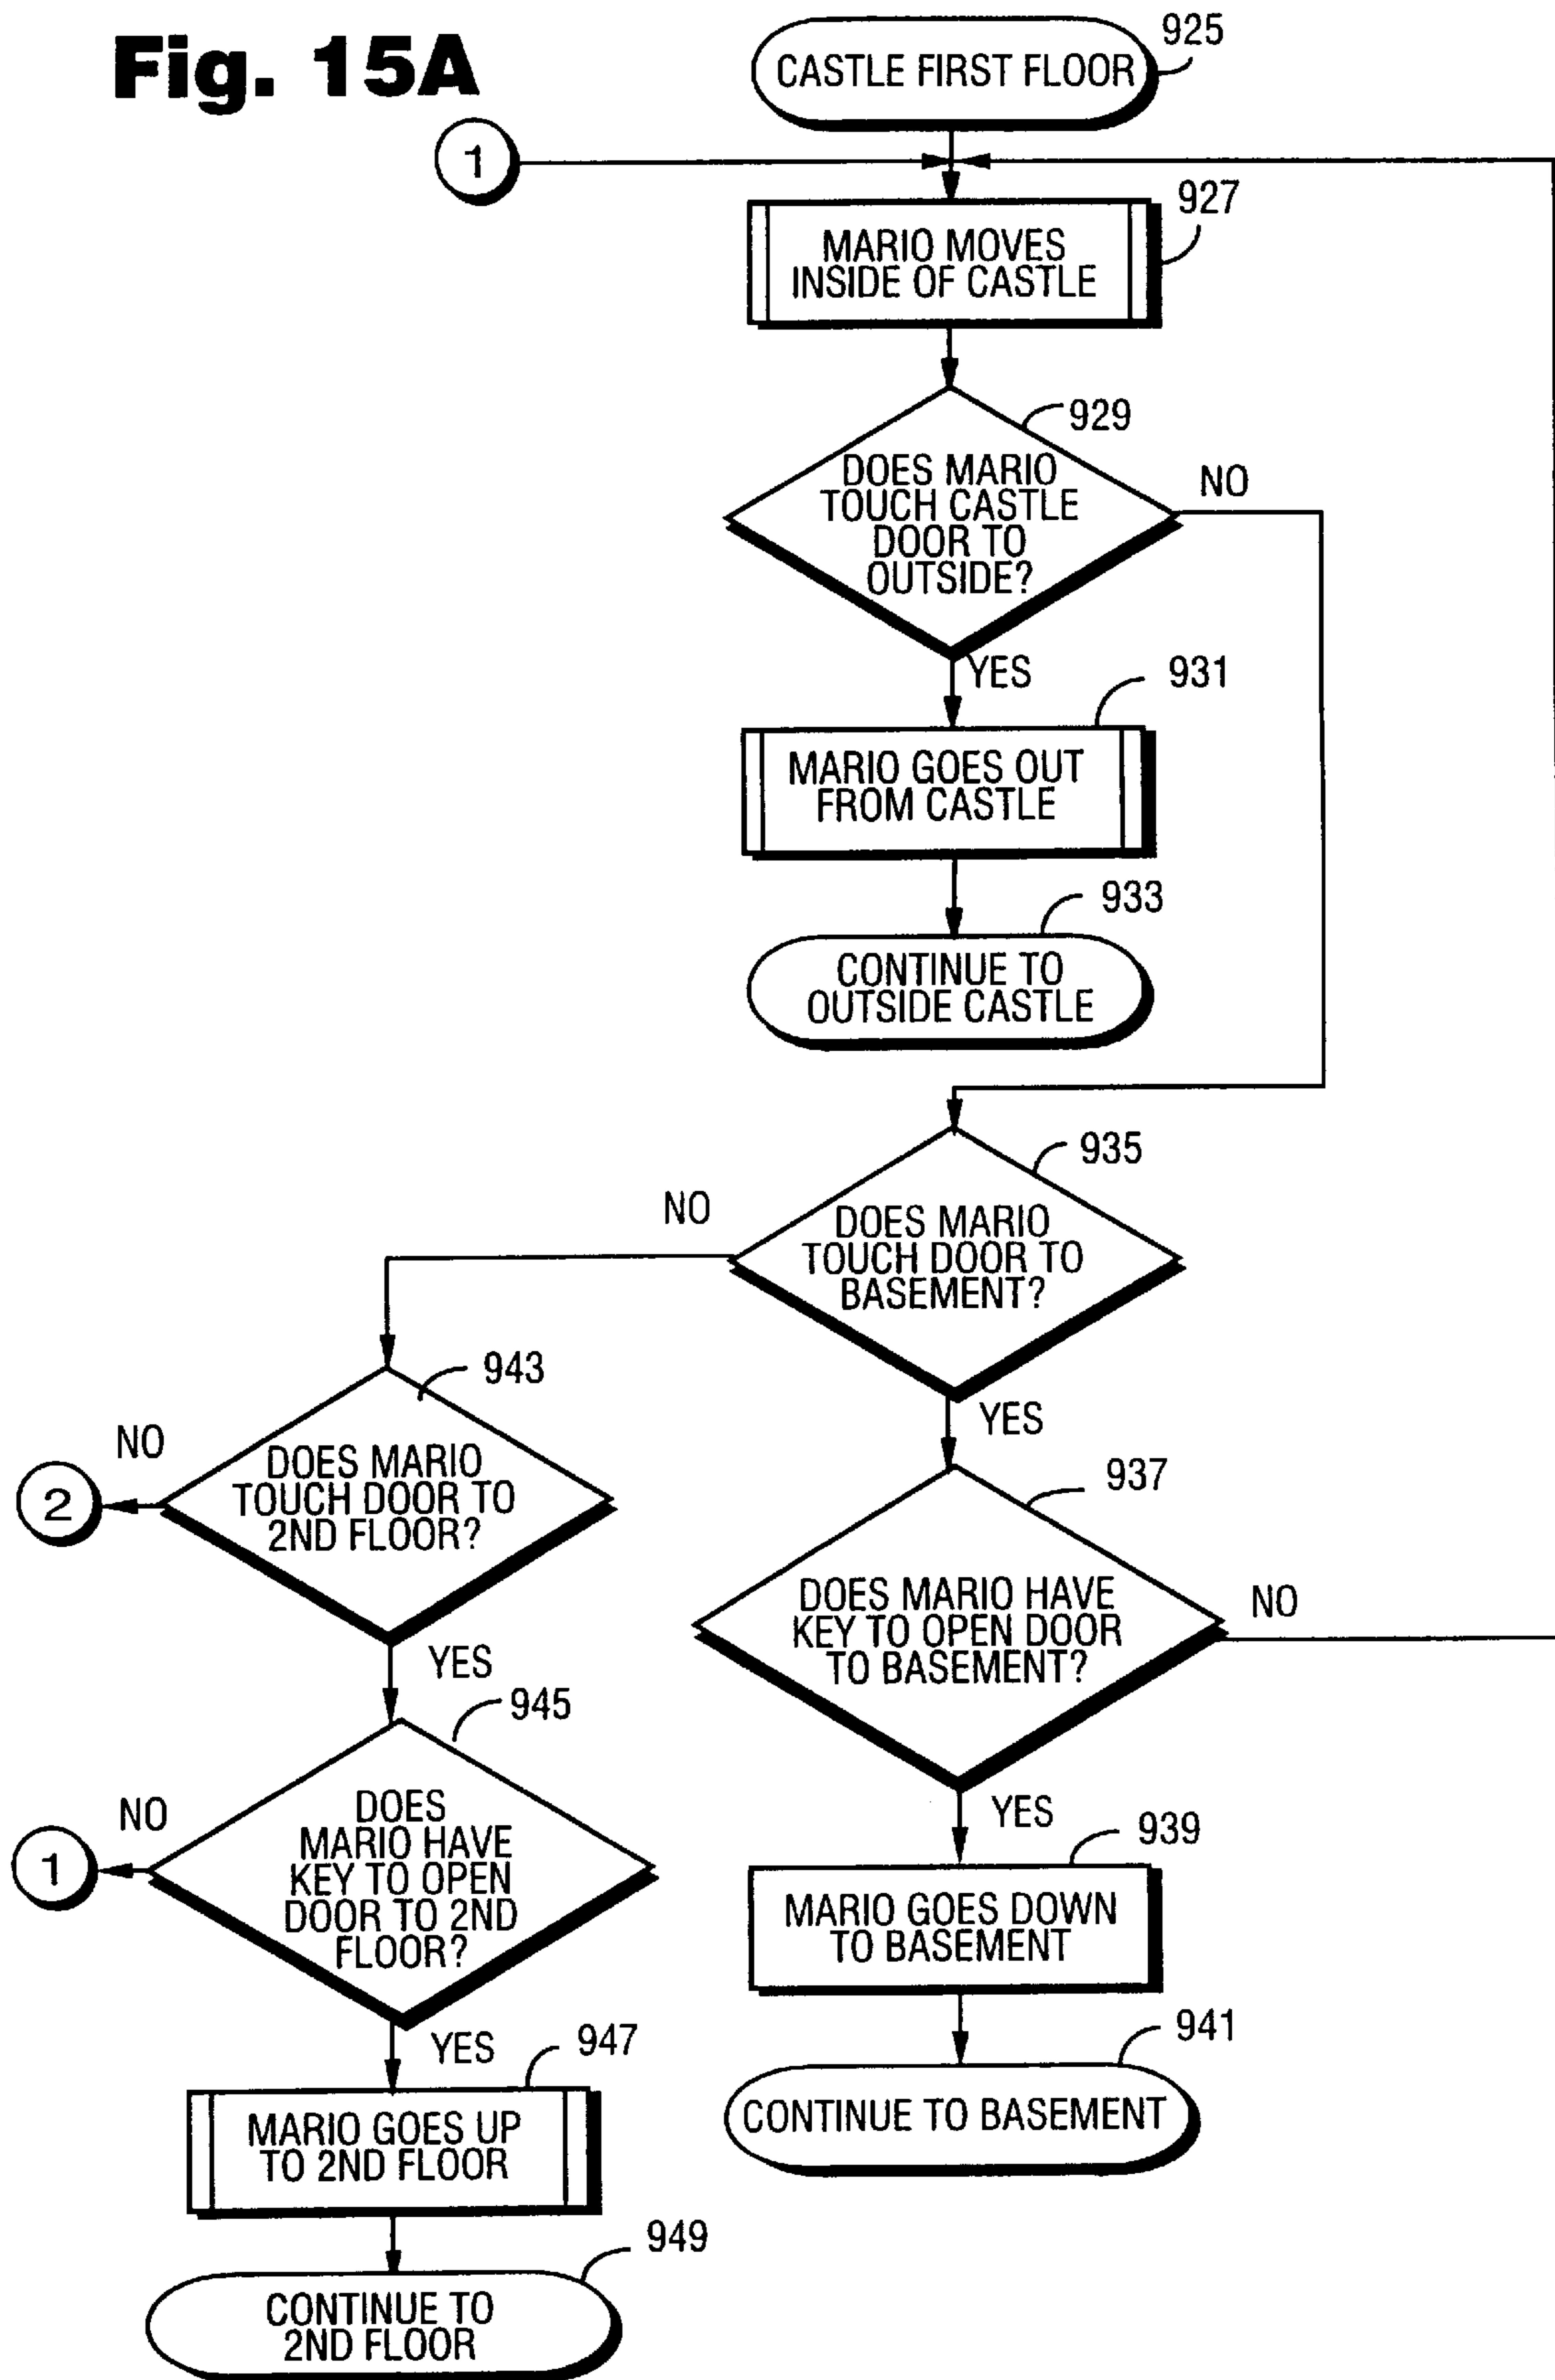 Fig. 15A
CASTLE FIRST FLOOR
925
1
MARIO MOVES
INSIDE OF CASTLE
927
929
DOES MARIO
TOUCH CASTLE
DOOR TO
OUTSIDE?
NO
YES
931
MARIO GOES OUT
FROM CASTLE
933
CONTINUE TO
OUTSIDE CASTLE
935
DOES MARIO
TOUCH DOOR TO
BASEMENT?
NO
YES
943
DOES MARIO
TOUCH DOOR TO
2ND FLOOR?
NO
2
YES
937
DOES MARIO HAVE
KEY TO OPEN DOOR
TO BASEMENT?
NO
YES
945
DOES
MARIO HAVE
KEY TO OPEN
DOOR TO 2ND
FLOOR?
NO
1
YES
939
MARIO GOES DOWN
TO BASEMENT
941
CONTINUE TO BASEMENT
947
MARIO GOES UP
TO 2ND FLOOR
949
CONTINUE TO
2ND FLOOR